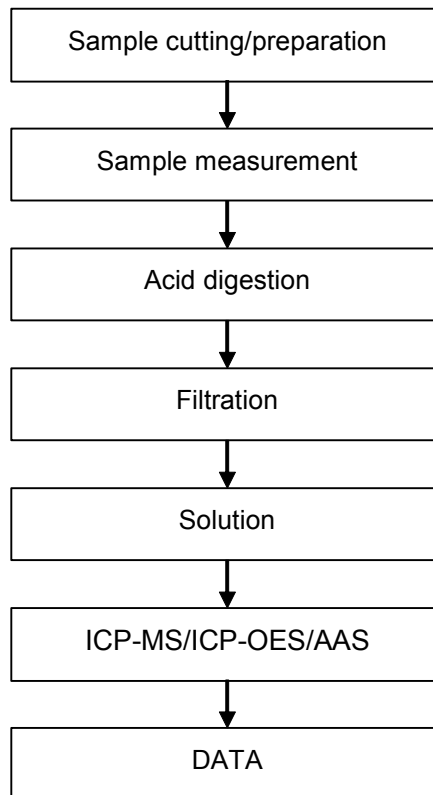 Sample cutting/preparation
Sample measurement
Acid digestion
Filtration
Solution
ICP-MS/ICP-OES/AAS
DATA